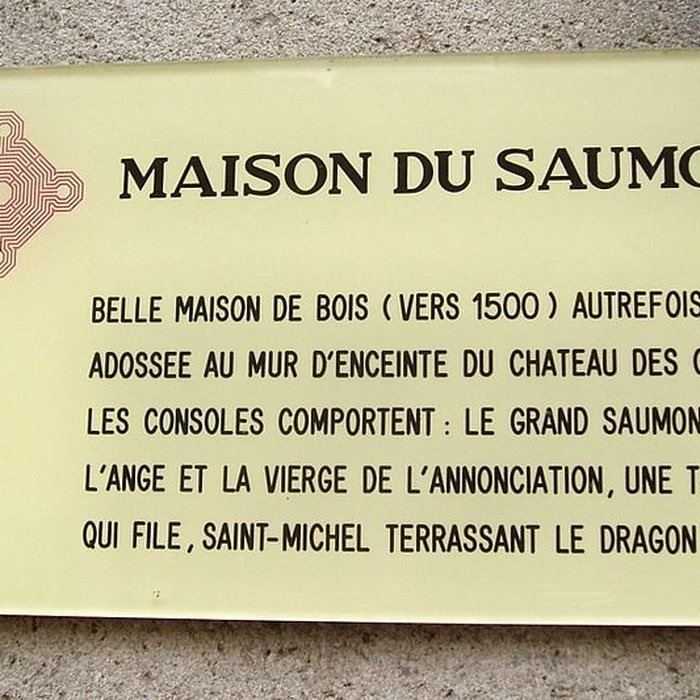 MAISON DU SAUMO
BELLE MAISON DE BOIS (VERS 1500) AUTREFOIS
ADOSSEE AU MUR D'ENCEINTE DU CHATEAU DES C
LES CONSOLES COMPORTENT : LE GRAND SAUMON
L'ANGE ET LA VIERGE DE L'ANNONCIATION, UNE T
QUI FILE, SAINT-MICHEL TERRASSANT LE DRAGON